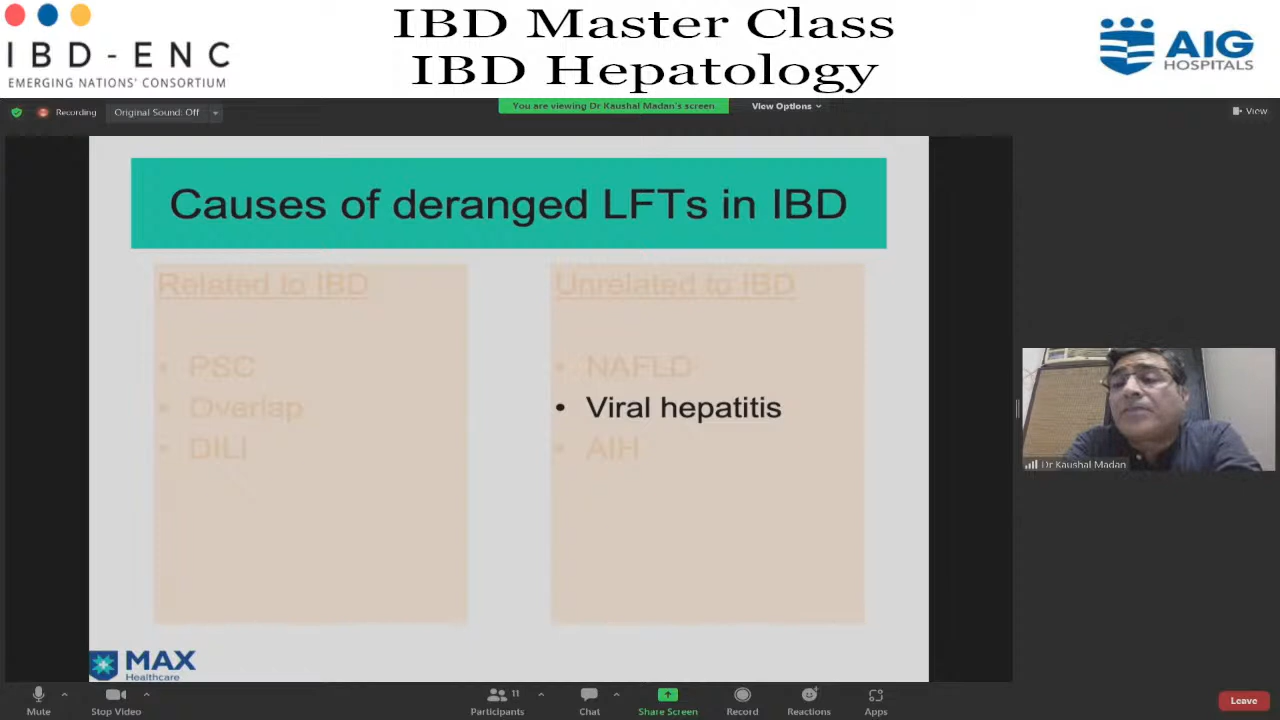 IBD-ENC
EMERGING NATIONS' CONSORTIUM
IBD Master Class
IBD Hepatology
AIG
HOSPITALS
Recording
Original Sound: Off
You are viewing Dr Kaushal Madan's screen
View Options
View
Causes of deranged LFTs in IBD
Related to IBD
• PSC
• Overlap
• DILI
Unrelated to IBD
• NAFLD
• Viral hepatitis
• AIH
Dr Kaushal Madan
MAX
Healthcare
Mute
Stop Video
11
Participants
Chat
Share Screen
Record
Reactions
Apps
Leave